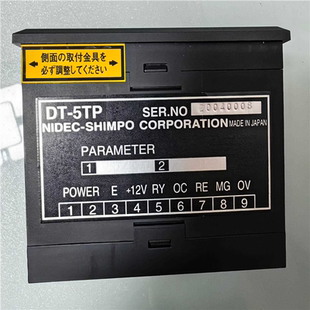 側面の取付金具を
必ず調整してください
DT-5TP SER.NO
NIDEC-SHIMPO CORPORATION MADE IN JAPAN
PARAMETER
1 2
POWER E +12V RY OC RE MG OV
1 2 3 4 5 6 7 8 9